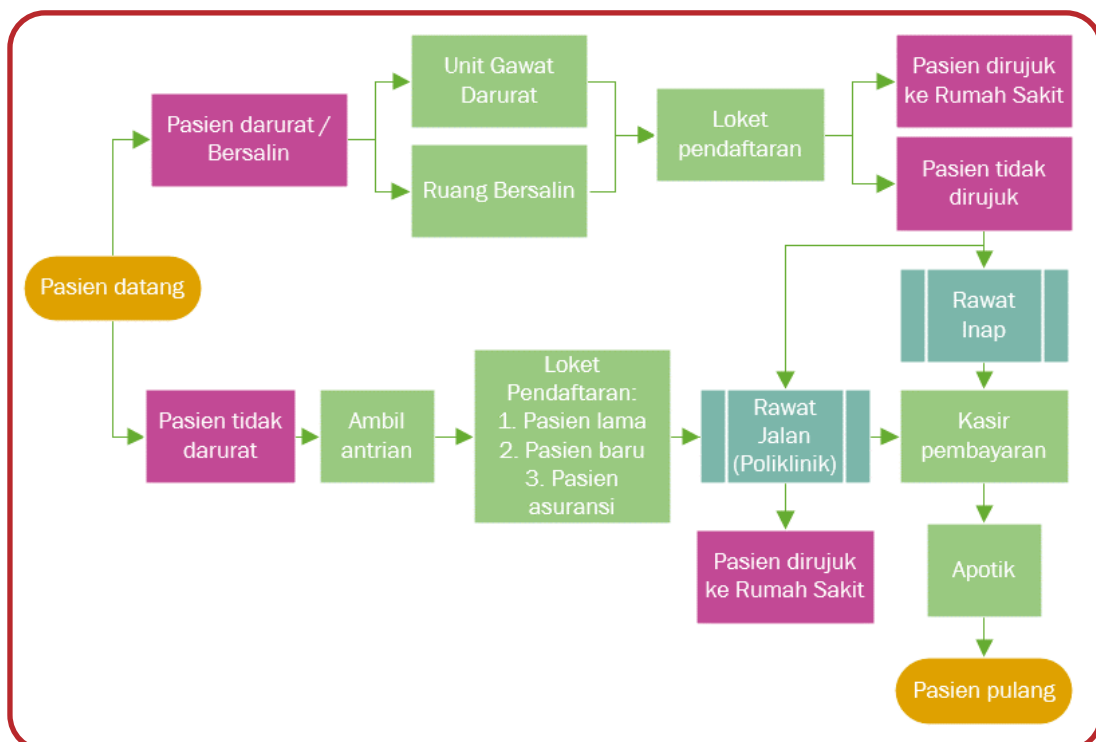 Unit Gawat
Darurat
Pasien dirujuk
ke Rumah Sakit
Pasien darurat /
Bersalin
Loket
pendaftaran
Ruang Bersalin
Pasien tidak
dirujuk
Pasien datang
Rawat
Inap
Pasien tidak
darurat
Ambil
antrian
Loket
Pendaftaran:
1. Pasien lama
2. Pasien baru
3. Pasien
asuransi
Rawat
Jalan
(Poliklinik)
Kasir
pembayaran
Pasien dirujuk
ke Rumah Sakit
Apotik
Pasien pulang